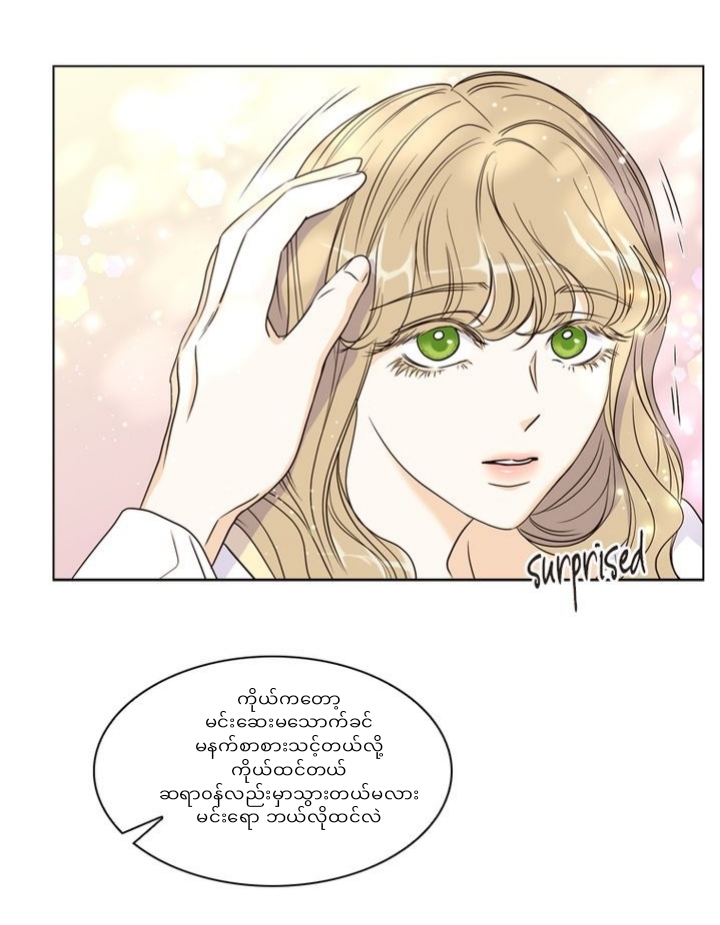 surprised
ကိုယ်ကတော့
မင်းဆေးမသောက်ခင်
မနက်စာစားသင့်တယ်လို့
ကိုယ်ထင်တယ်
ဆရာဝန်လည်းမှာသွားတယ်မလား
မင်းရော ဘယ်လိုထင်လဲ